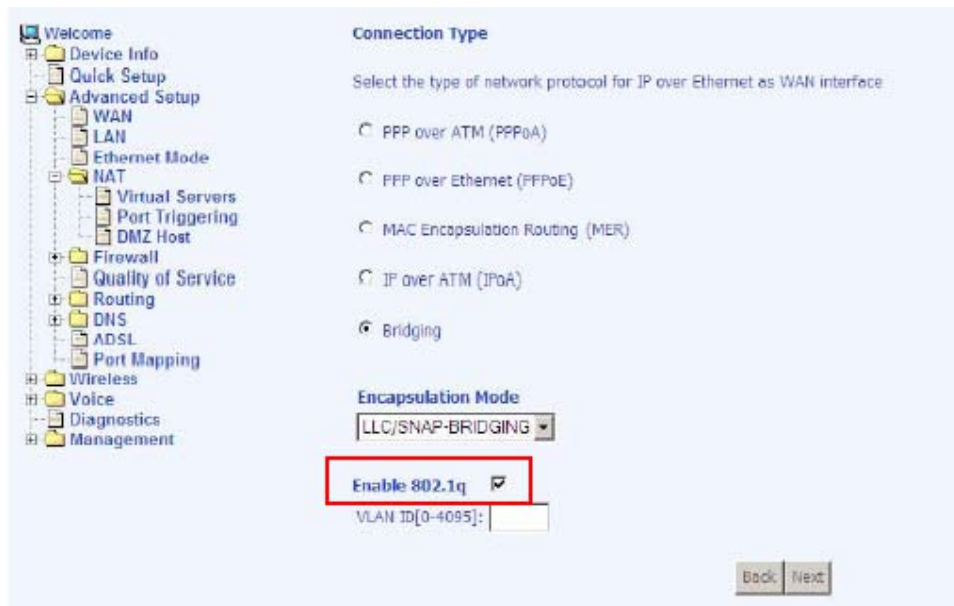 Welcome
Device Info
Quick Setup
Advanced Setup
WAN
LAN
Ethernet Mode
NAT
Virtual Servers
Port Triggering
DMZ Host
Firewall
Quality of Service
Routing
DNS
ADSL
Port Mapping
Wireless
Voice
Diagnostics
Management
Connection Type
Select the type of network protocol for IP over Ethernet as WAN interface
PPP over ATM (PPPoA)
PPP over Ethernet (PPPoE)
MAC Encapsulation Routing (MER)
IP over ATM (IPoA)
Bridging
Encapsulation Mode
LLC/SNAP-BRIDGING
Enable 802.1q
VLAN ID[0-4095]:
Back Next